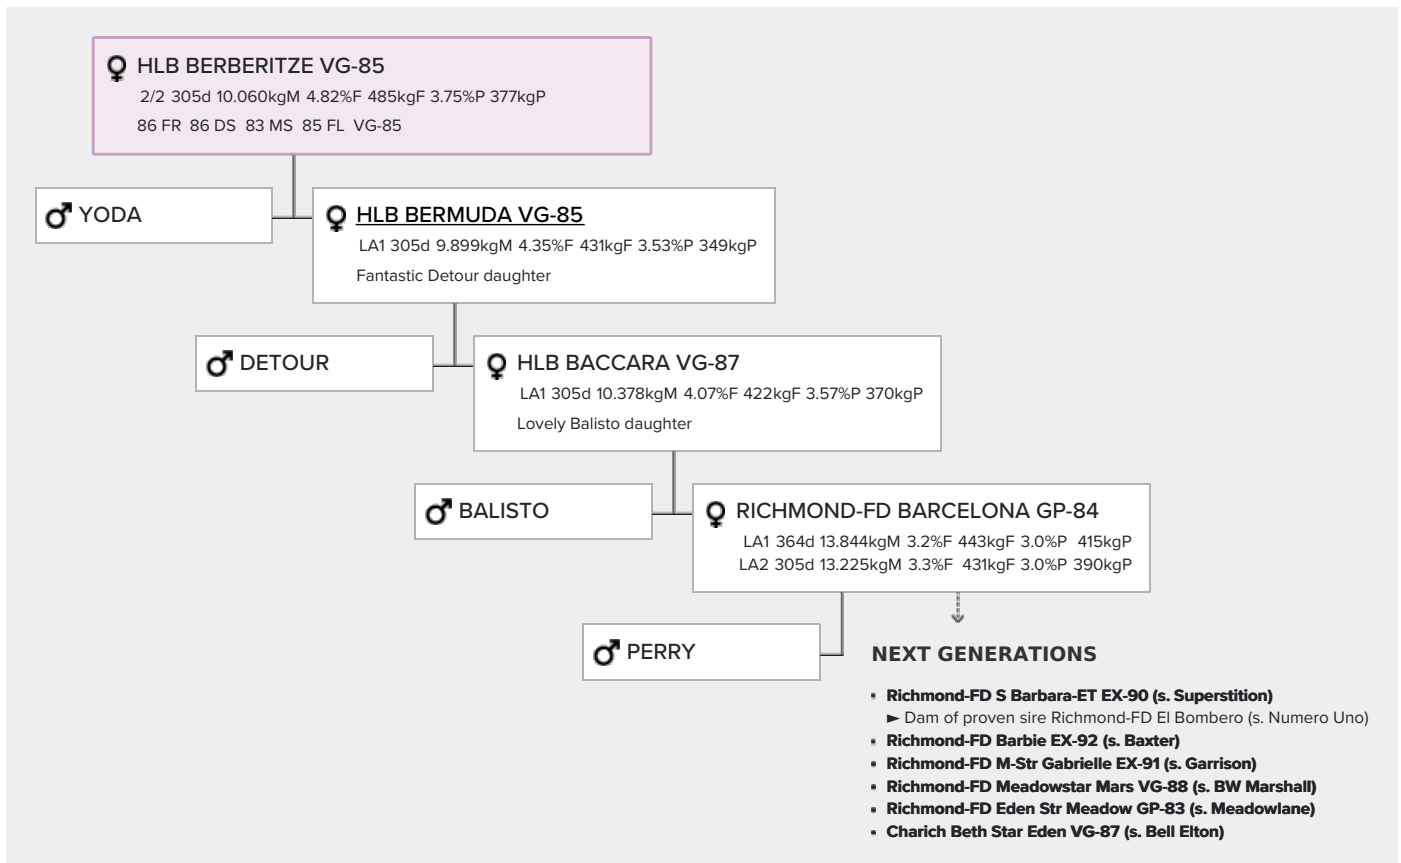 HLB BERBERITZE VG-85
2/2 305d 10.060kgM 4.82%F 485kgF 3.75%P 377kgP
86 FR 86 DS 83 MS 85 FL VG-85
YODA
HLB BERMUDA VG-85
LA1 305d 9.899kgM 4.35%F 431kgF 3.53%P 349kgP
Fantastic Detour daughter
DETOUR
HLB BACCARA VG-87
LA1 305d 10.378kgM 4.07%F 422kgF 3.57%P 370kgP
Lovely Balisto daughter
BALISTO
RICHMOND-FD BARCELONA GP-84
LA1 364d 13.844kgM 3.2%F 443kgF 3.0%P 415kgP
LA2 305d 13.225kgM 3.3%F 431kgF 3.0%P 390kgP
PERRY
NEXT GENERATIONS
• Richmond-FD S Barbara-ET EX-90 (s. Superstition)
► Dam of proven sire Richmond-FD El Bombero (s. Numero Uno)
• Richmond-FD Barbie EX-92 (s. Baxter)
• Richmond-FD M-Str Gabrielle EX-91 (s. Garrison)
• Richmond-FD Meadowstar Mars VG-88 (s. BW Marshall)
• Richmond-FD Eden Str Meadow GP-83 (s. Meadowlane)
• Charich Beth Star Eden VG-87 (s. Bell Elton)